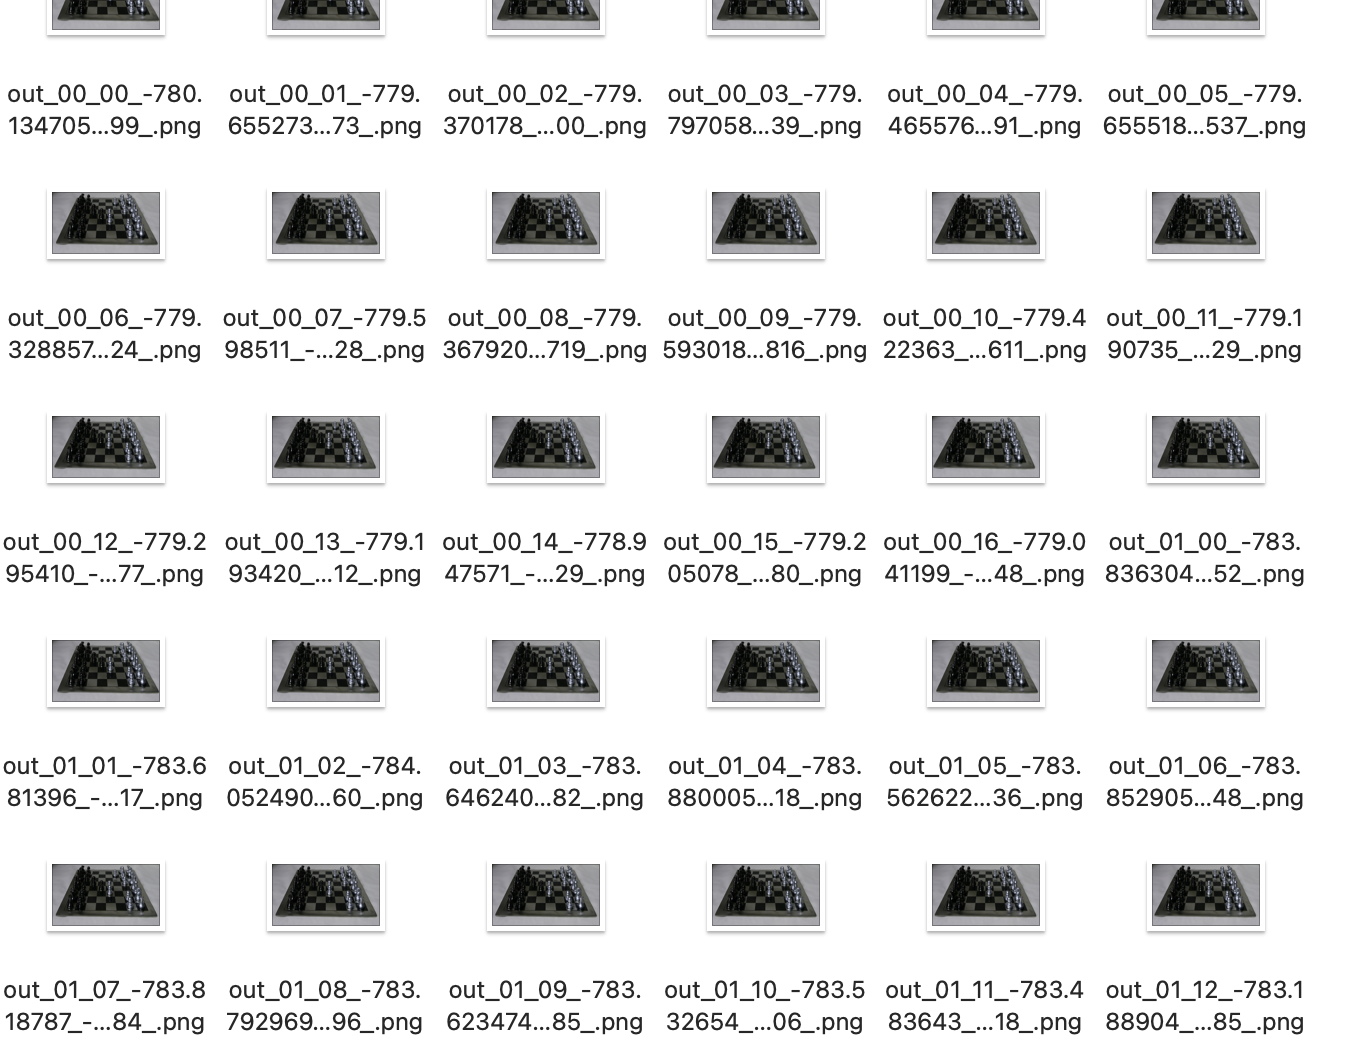 out_00_00_-780.
134705...99_.png
out_00_01_-779.
655273...73_.png
out_00_02_-779.
370178_...00_.png
out_00_03_-779.
797058...39_.png
out_00_04_-779.
465576...91_.png
out_00_05_-779.
655518...537_.png
out_00_06_-779.
328857...24_.png
out_00_07_-779.5
98511_-...28_.png
out_00_08_-779.
367920...719_.png
out_00_09_-779.
593018...816_.png
out_00_10_-779.4
22363_...611_.png
out_00_11_-779.1
90735_...29_.png
out_00_12_-779.2
95410_-...77_.png
out_00_13_-779.1
93420_...12_.png
out_00_14_-778.9
47571_-...29_.png
out_00_15_-779.2
05078_...80_.png
out_00_16_-779.0
41199_-...48_.png
out_01_00_-783.
836304...52_.png
out_01_01_-783.6
81396_-...17_.png
out_01_02_-784.
052490...60_.png
out_01_03_-783.
646240...82_.png
out_01_04_-783.
880005...18_.png
out_01_05_-783.
562622...36_.png
out_01_06_-783.
852905...48_.png
out_01_07_-783.8
18787_-...84_.png
out_01_08_-783.
792969...96_.png
out_01_09_-783.
623474...85_.png
out_01_10_-783.5
32654_...06_.png
out_01_11_-783.4
83643_...18_.png
out_01_12_-783.1
88904_...85_.png